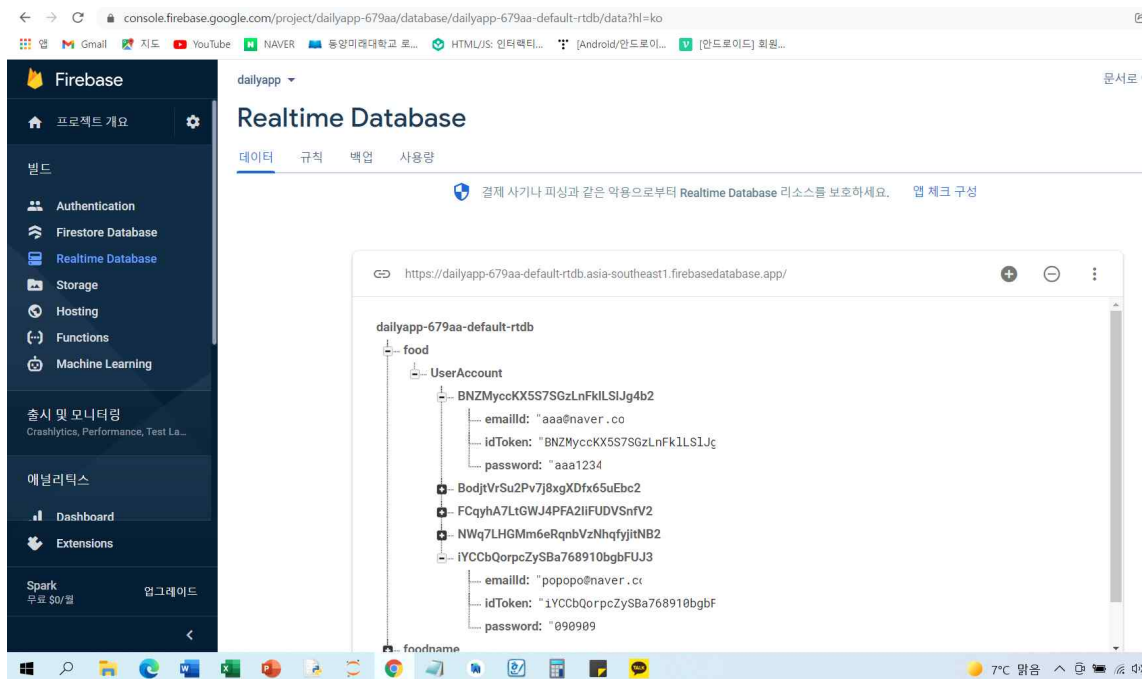 console.firebase.google.com/project/dailyapp-679aa/database/dailyapp-679aa-default-rtdb/data?hl=ko
앱 Gmail 지도 YouTube NAVER 동양미래대학교 로... HTML/JS: 인터랙티... [Android/안드로이... [안드로이드] 회원...
Firebase
dailyapp
문서로
프로젝트 개요
Realtime Database
데이터 규칙 백업 사용량
빌드
결제 사기나 피싱과 같은 악용으로부터 Realtime Database 리소스를 보호하세요. 앱 체크 구성
Authentication
Firestore Database
Realtime Database
Storage
Hosting
Functions
Machine Learning
출시 및 모니터링
Crashlytics, Performance, Test La...
애널리틱스
Dashboard
Extensions
Spark
무료 $0/월
업그레이드
https://dailyapp-679aa-default-rtdb.asia-southeast1.firebasedatabase.app/
dailyapp-679aa-default-rtdb
food
UserAccount
BNZMyccKX5S7SGzLnFklLSlJg4b2
emailId: "aaa@naver.co
idToken: "BNZMyccKX5S7SGzLnFklLSlJg
password: "aaa1234
BodjtVrSu2Pv7j8xgXDfx65uEbc2
FCqyhA7LtGWJ4PFA2IiFUDVSnfV2
NWq7LHGMm6eRqnbVzNhqfyjitNB2
iYCCbQorpcZySBa768910bgbFUJ3
emailId: "popopo@naver.cc
idToken: "iYCCbQorpcZySBa768910bgbF
password: "090909
foodname
TALK
7°C 맑음